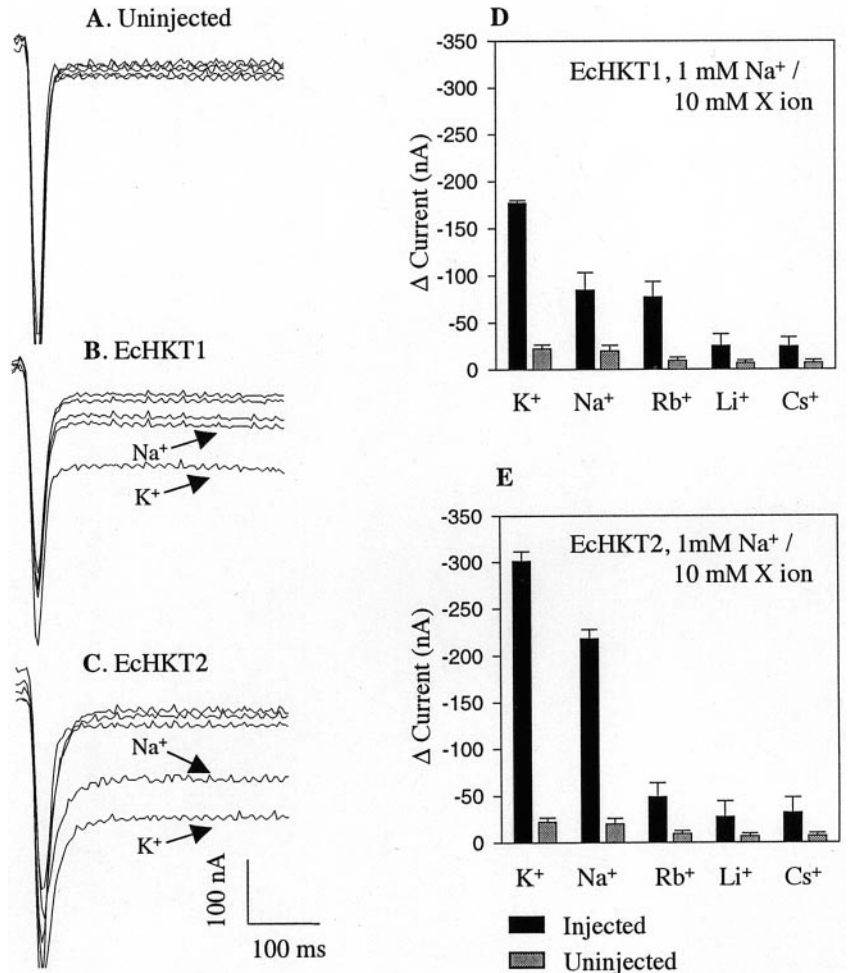 A. Uninjected
B. EcHKT1
Na⁺
K⁺
C. EcHKT2
Na⁺
K⁺
100 nA
100 ms
D
-350
-300
-250
-200
-150
-100
-50
0
Δ Current (nA)
EcHKT1, 1 mM Na⁺ /
10 mM X ion
K⁺ Na⁺ Rb⁺ Li⁺ Cs⁺
E
-350
-300
-250
-200
-150
-100
-50
0
Δ Current (nA)
EcHKT2, 1mM Na⁺ /
10 mM X ion
K⁺ Na⁺ Rb⁺ Li⁺ Cs⁺
Injected
Uninjected